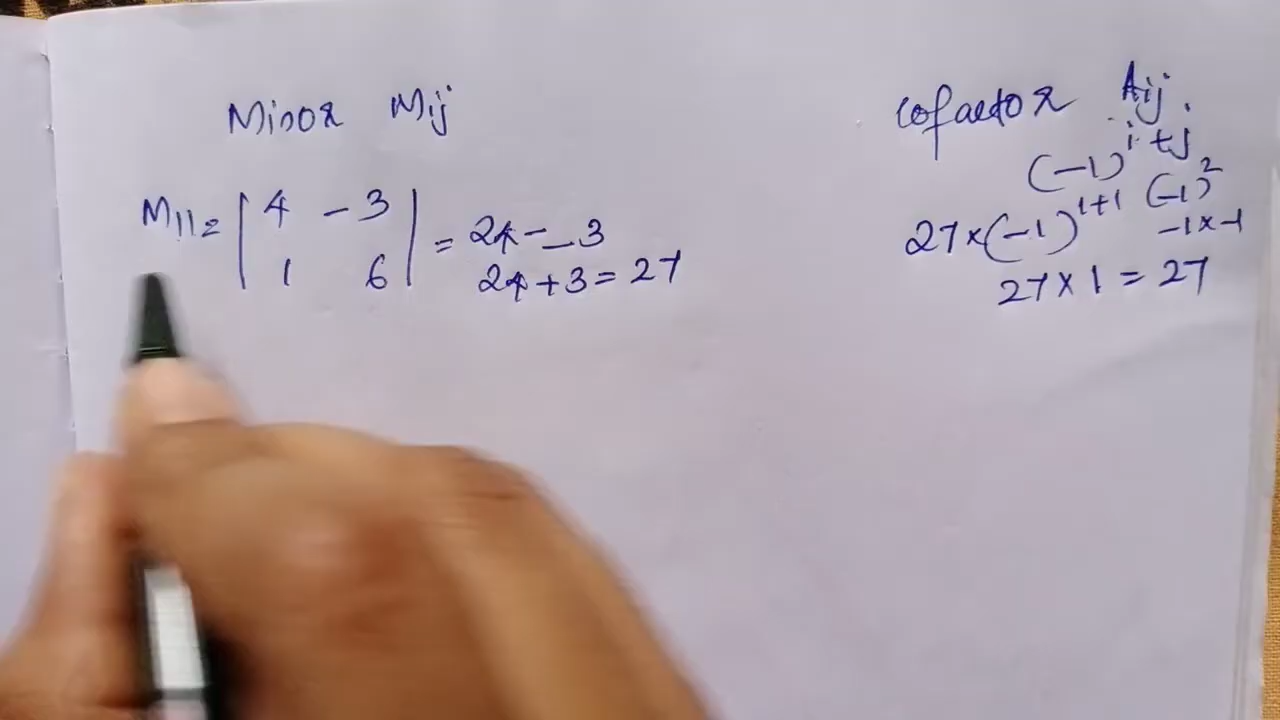 Minor Mij
Cofactor Aij.
(-1)^i+j
M11= | 4 -3 | = 24 - -3
| 1 6 | 24+3=27
27×(-1)^1+1 (-1)^2
-1×-1
27×1=27